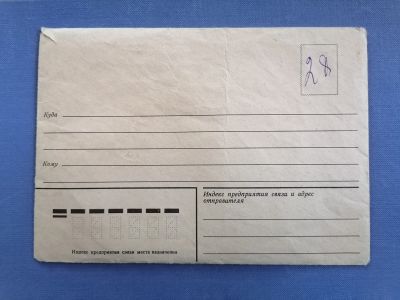 28
Куда
Кому
Индекс предприятия связи и адрес
отправителя
Индекс предприятия связи места назначения